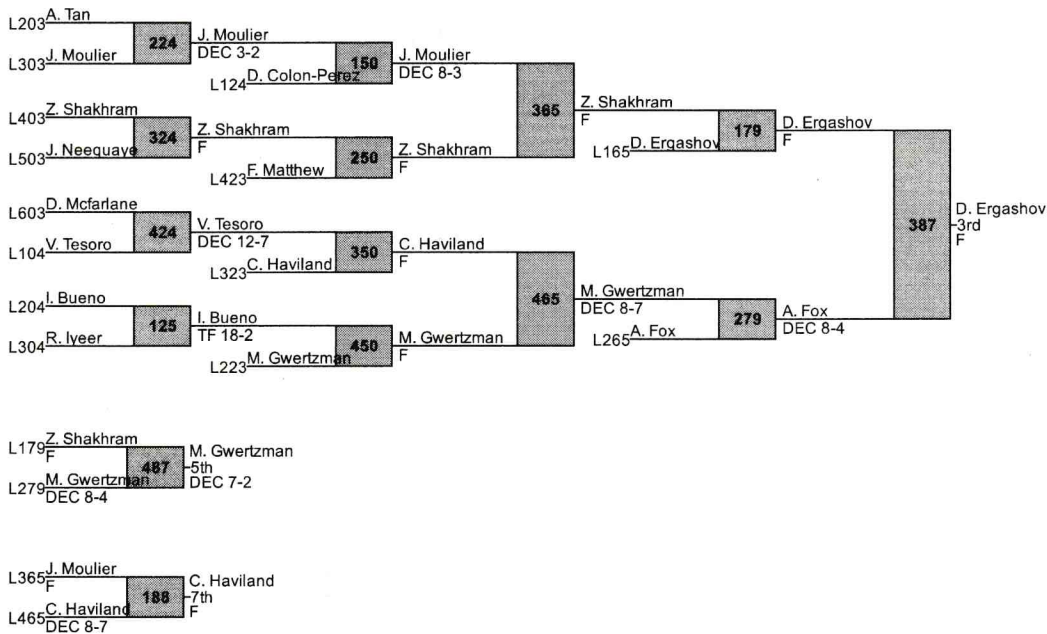 L203 A. Tan
224
L303 J. Moulier
J. Moulier
DEC 3-2
150
L124 D. Colon-Perez
J. Moulier
DEC 8-3
365
L403 Z. Shakhram
324
L503 J. Neequaye
Z. Shakhram
F
250
L423 F. Matthew
Z. Shakhram
F
Z. Shakhram
F
179
L165 D. Ergashov
D. Ergashov
F
L603 D. Mcfarlane
424
L104 V. Tesoro
V. Tesoro
DEC 12-7
350
L323 C. Haviland
C. Haviland
F
465
L204 I. Bueno
125
L304 R. Iyeer
I. Bueno
TF 18-2
450
L223 M. Gwertzman
M. Gwertzman
F
M. Gwertzman
DEC 8-7
279
L265 A. Fox
A. Fox
DEC 8-4
387
D. Ergashov
3rd
F
L179 Z. Shakhram
F
487
L279 M. Gwertzman
DEC 8-4
M. Gwertzman
5th
DEC 7-2
L365 J. Moulier
F
188
L465 C. Haviland
DEC 8-7
C. Haviland
7th
F